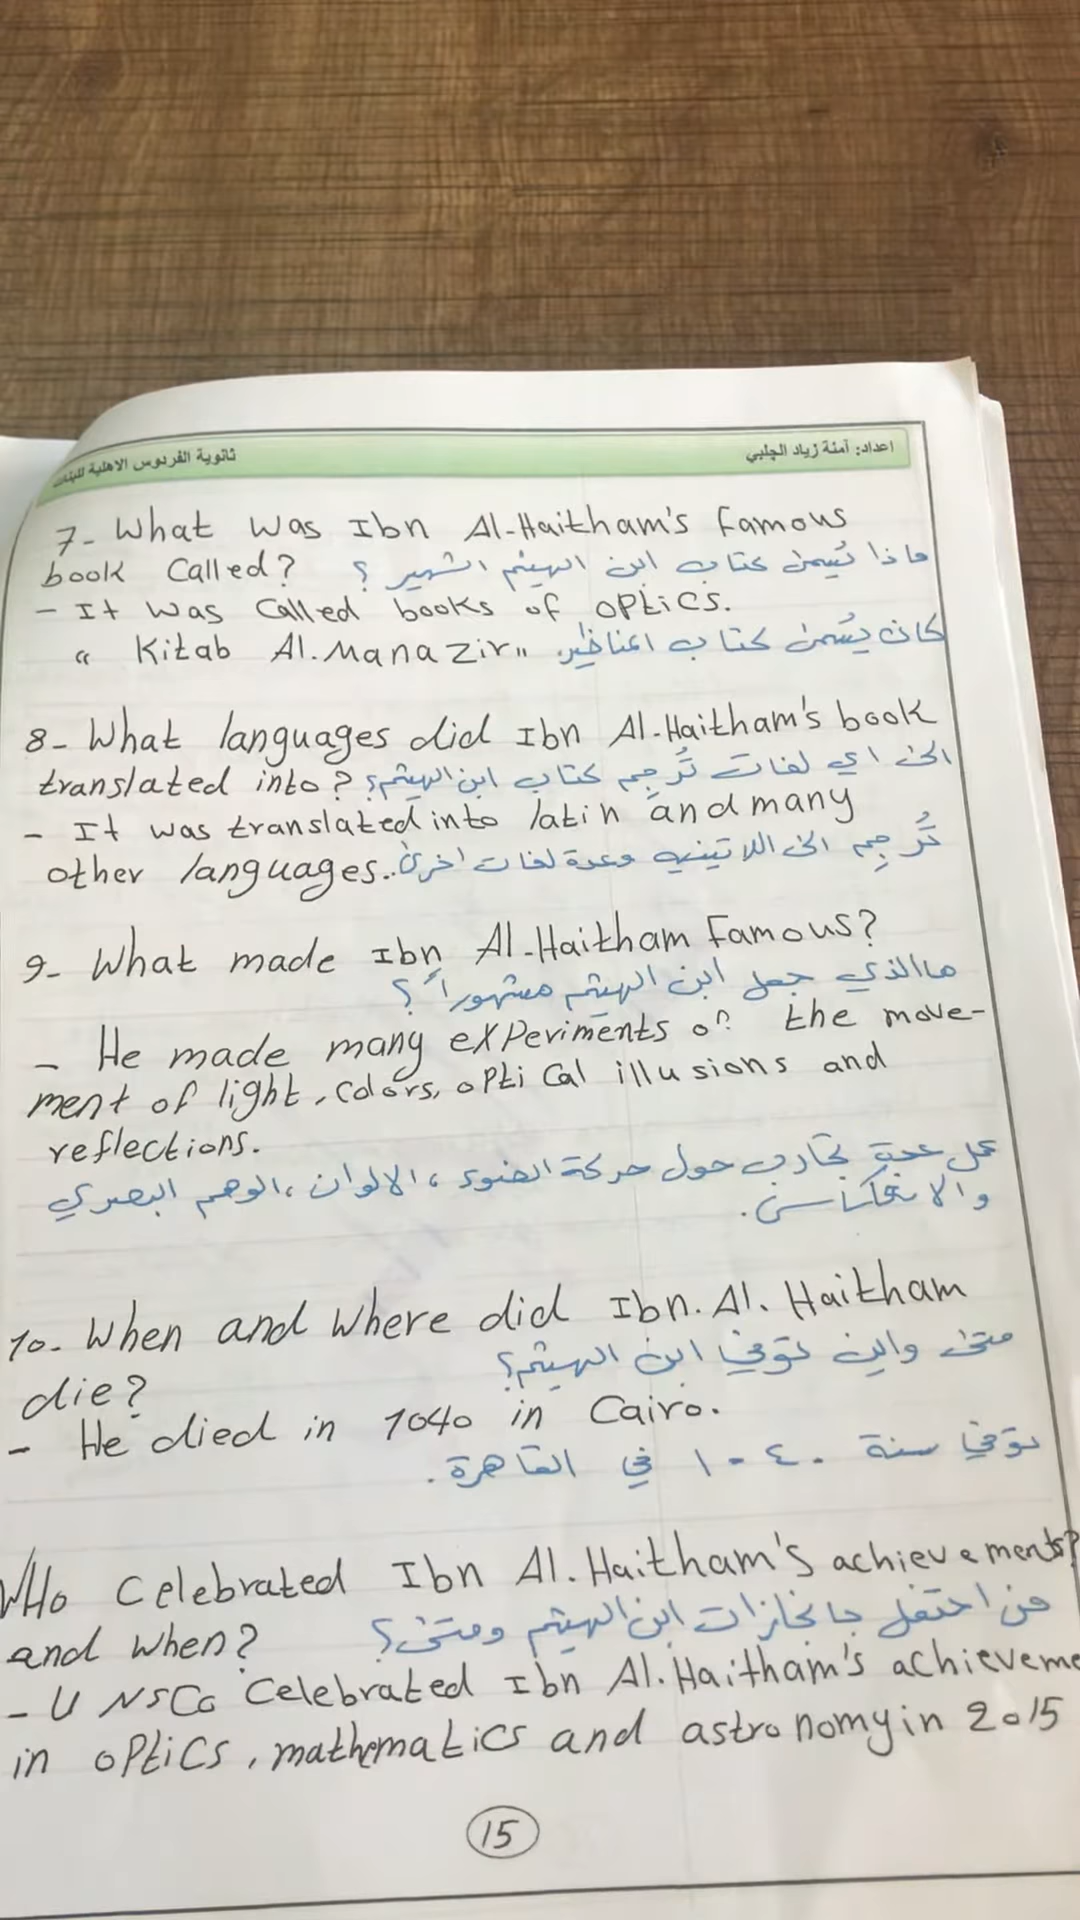 اعداد: آمنة زياد الچلبي
ثانوية الفردوس الاهلية للبنات
7- What was Ibn Al-Haitham's famous
book called? ماذا يُسمى كتاب ابن الهيثم الشهير ؟
- It was called books of optics.
“ Kitab Al.Manazir„ كان يُسمى كتاب المناظير.
8- What languages did Ibn Al-Haitham's book
translated into? الى اي لغات تُرجِم كتاب ابن الهيثم؟
- It was translated into latin and many
other languages.. تُرجِم الى اللاتينيه وعدة لغات اخرى
9- What made Ibn Al-Haitham famous?
ما الذي جعل ابن الهيثم مشهوراً ؟
- He made many experiments on the move-
ment of light, colors, optical illusions and
reflections.
عمل عدة تجارب حول حركة الضوء ، الالوان ، الوهم البصري
والانعكاس.
10- When and where did Ibn. Al. Haitham
die? متى واين توفي ابن الهيثم؟
- He died in 1040 in Cairo.
توفي سنة ١٠٤٠ في القاهرة.
Who celebrated Ibn Al.Haitham's achievements?
and when? من احتفل بانجازات ابن الهيثم ومتى؟
- UNSCo celebrated Ibn Al.Haitham's achieveme
in optics, mathematics and astronomy in 2015
15